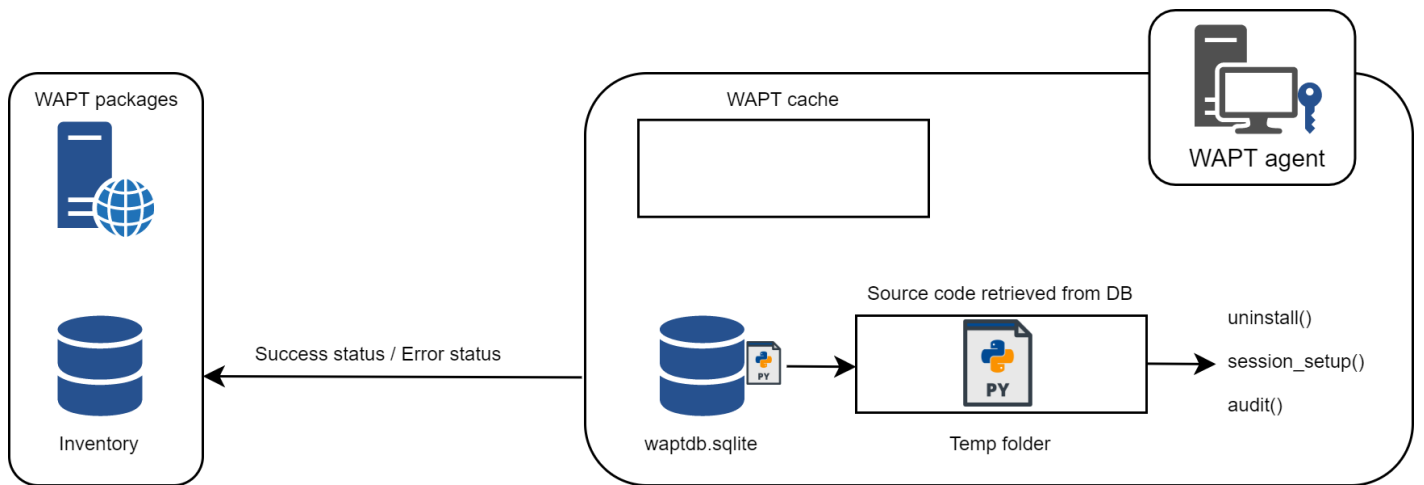 WAPT packages
WAPT cache
WAPT agent
Source code retrieved from DB
uninstall()
Success status / Error status
PY
PY
session_setup()
audit()
Inventory
waptdb.sqlite
Temp folder